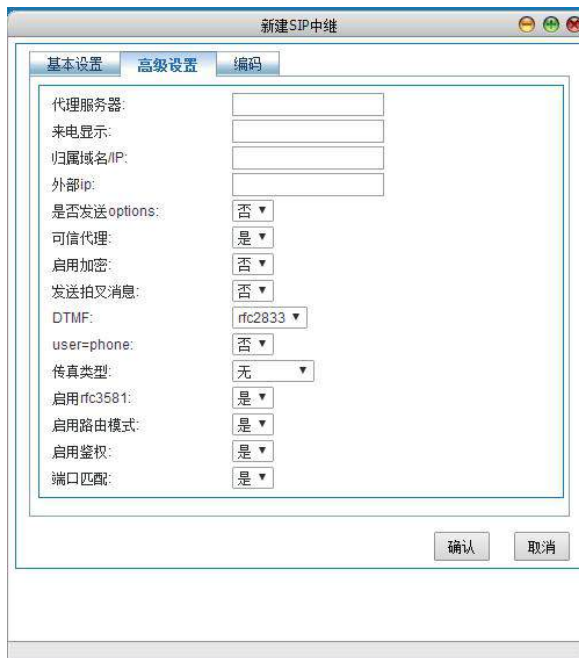 新建SIP中继
基本设置 高级设置 编码
代理服务器:
来电显示:
归属域名/IP:
外部ip:
是否发送options: 否
可信代理: 是
启用加密: 否
发送拍叉消息: 否
DTMF: rfc2833
user=phone: 否
传真类型: 无
启用rfc3581: 是
启用路由模式: 是
启用鉴权: 是
端口匹配: 是
确认 取消